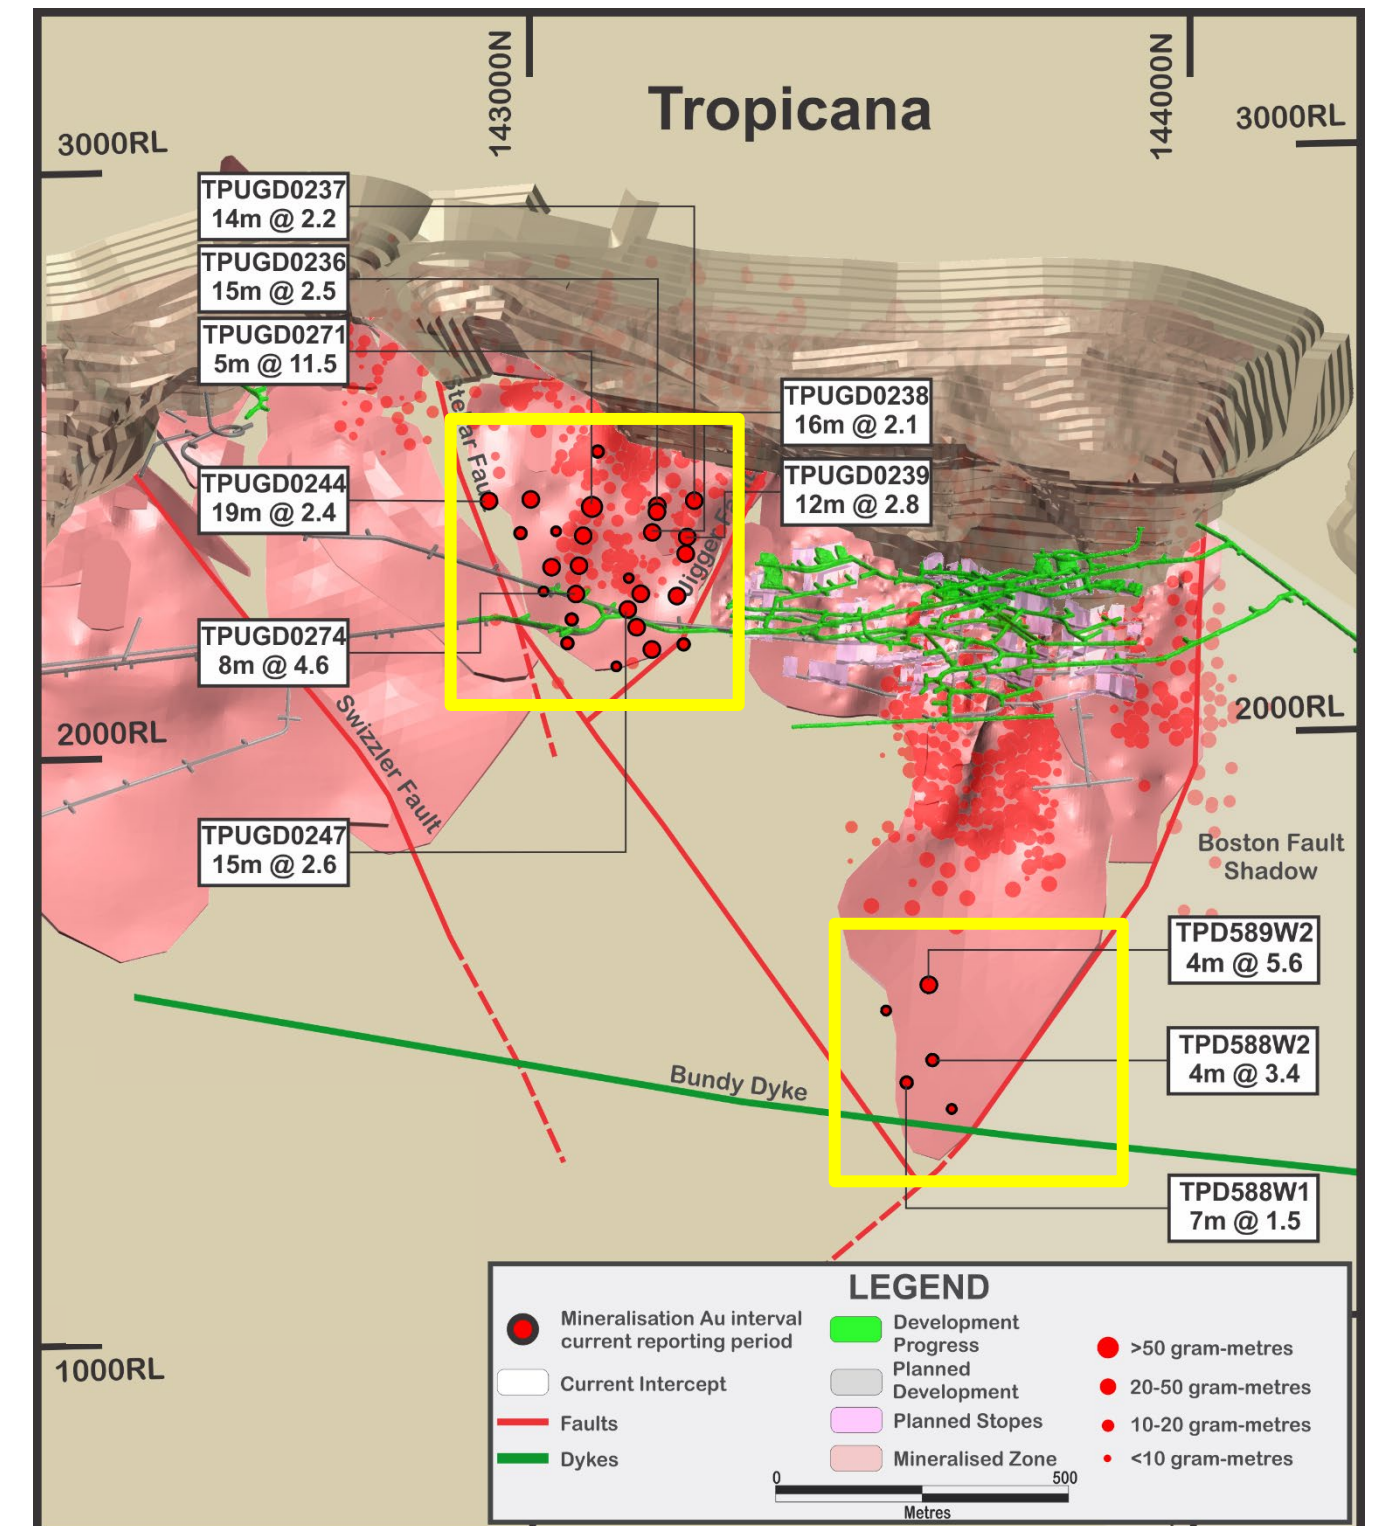 143000N
144000N
Tropicana
3000RL
3000RL
TPUGD0237
14m @ 2.2
TPUGD0236
15m @ 2.5
TPUGD0271
5m @ 11.5
TPUGD0238
16m @ 2.1
TPUGD0239
12m @ 2.8
TPUGD0244
19m @ 2.4
Jigger Fault
TPUGD0274
8m @ 4.6
Swizzler Fault
2000RL
2000RL
TPUGD0247
15m @ 2.6
Boston Fault
Shadow
TPD589W2
4m @ 5.6
TPD588W2
4m @ 3.4
Bundy Dyke
TPD588W1
7m @ 1.5
1000RL
LEGEND
Mineralisation Au interval
current reporting period
Current Intercept
Faults
Dykes
Development
Progress
Planned
Development
Planned Stopes
Mineralised Zone
>50 gram-metres
20-50 gram-metres
10-20 gram-metres
<10 gram-metres
0
500
Metres